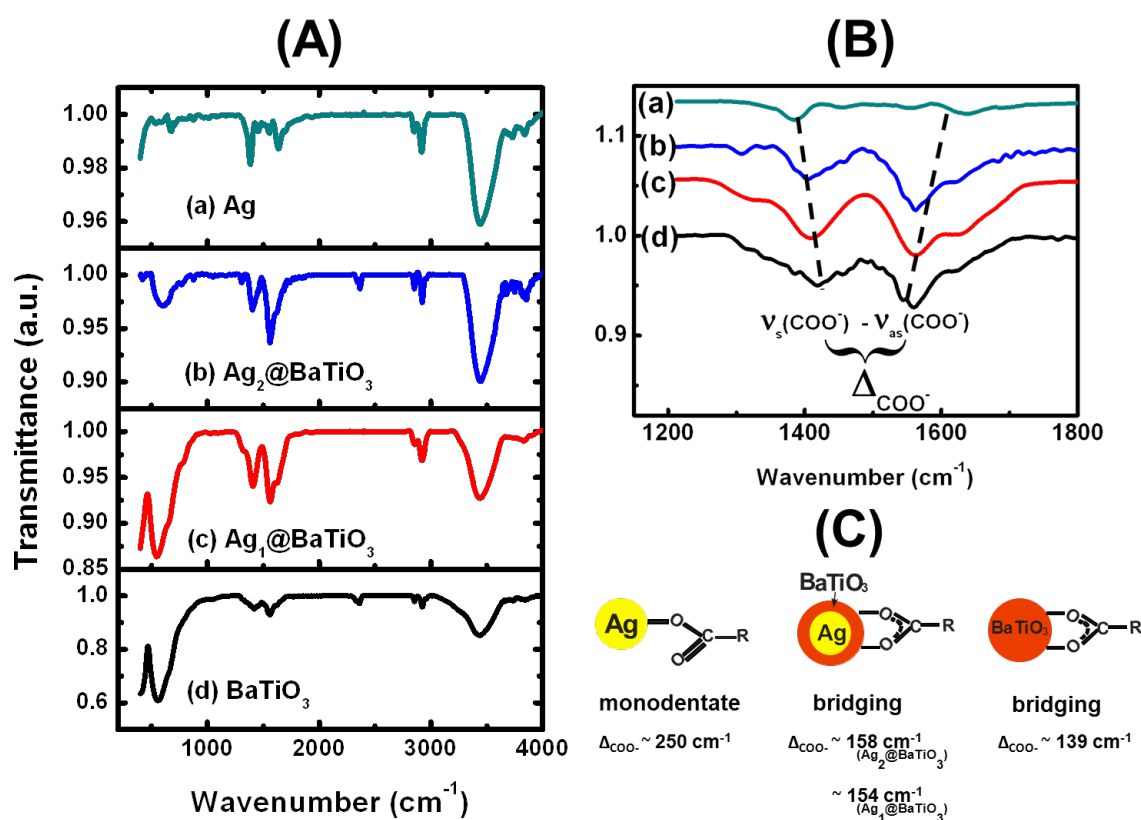 (A)
Transmittance (a.u.)
1.00
0.98
0.96
(a) Ag
1.00
0.95
0.90
(b) Ag₂@BaTiO₃
1.00
0.95
0.90
0.85
(c) Ag₁@BaTiO₃
1.0
0.8
0.6
(d) BaTiO₃
1000 2000 3000 4000
Wavenumber (cm⁻¹)
(B)
(a)
(b)
(c)
(d)
1.1
1.0
0.9
νs(COO⁻) - νas(COO⁻)
ΔCOO⁻
1200 1400 1600 1800
Wavenumber (cm⁻¹)
(C)
BaTiO₃
Ag O C R O
Ag O C R O
BaTiO₃ O C R O
monodentate bridging bridging
ΔCOO- ~ 250 cm⁻¹ ΔCOO- ~ 158 cm⁻¹ ΔCOO- ~ 139 cm⁻¹
(Ag₂@BaTiO₃)
~ 154 cm⁻¹
(Ag₁@BaTiO₃)